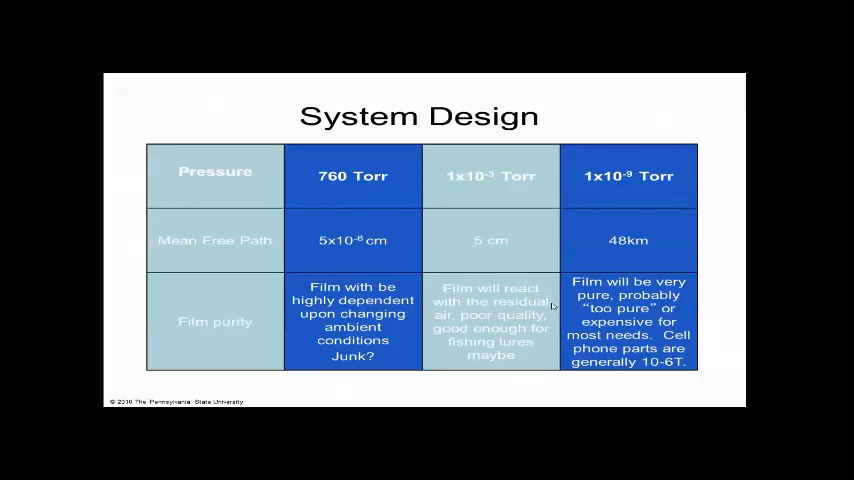 System Design
Pressure
760 Torr
1x10⁻³ Torr
1x10⁻⁹ Torr
Mean Free Path
5x10⁻⁶ cm
5 cm
48km
Film purity
Film with be
highly dependent
upon changing
ambient
conditions
Junk?
Film will react
with the residual
air, poor quality,
good enough for
fishing lures
maybe
Film will be very
pure, probably
“too pure” or
expensive for
most needs. Cell
phone parts are
generally 10-6T.
© 2010 The Pennsylvania State University